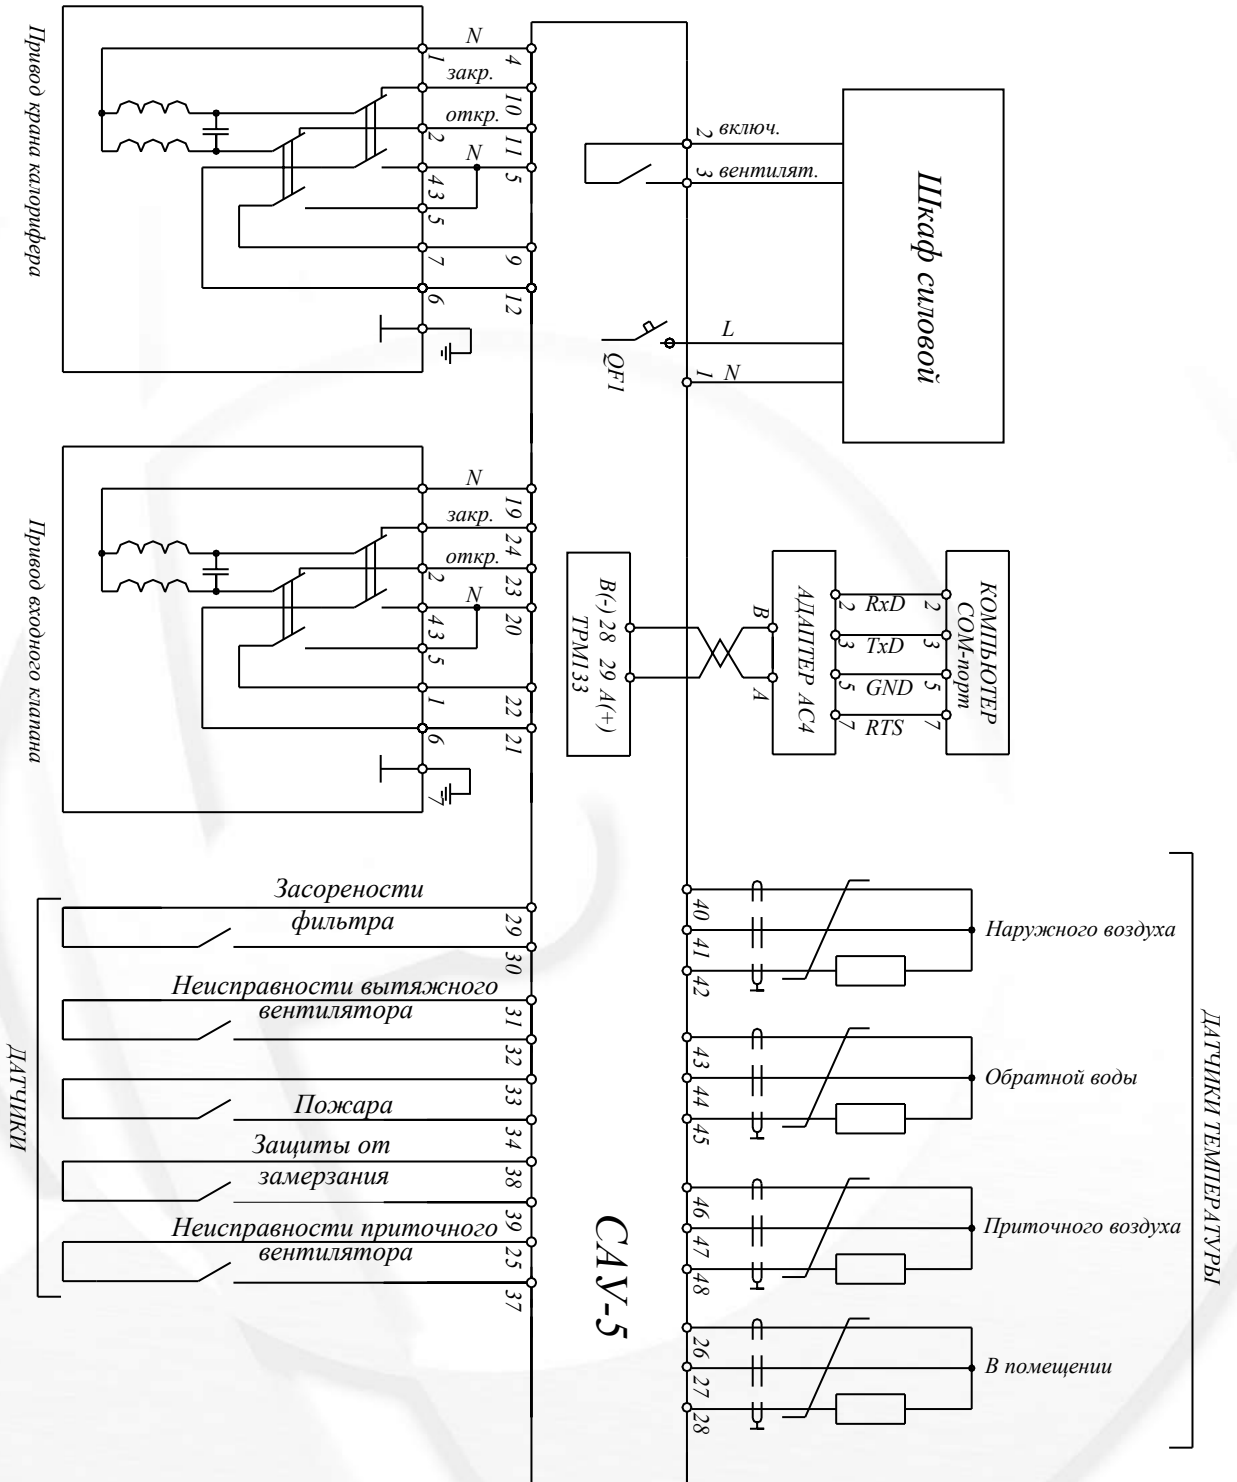 Привод крана калорифера
N
1
4
закр.
10
откр.
2
11
N
4
3
5
5
7
9
6
12
2
включ.
3
вентилят.
L
QF1
1
N
Шкаф силовой
Привод входного клапана
N
19
закр.
24
откр.
2
23
N
4
3
20
5
1
22
6
21
7
B(-) 28 29 A(+)
ТРМ133
B
A
АДАПТЕР АС4
2
RxD
2
3
TxD
3
5
GND
5
7
RTS
7
КОМПЬЮТЕР
COM-порт
ДАТЧИКИ
Засорености
фильтра
29
30
Неисправности вытяжного
вентилятора
31
32
Пожара
33
34
Защиты от
замерзания
38
39
Неисправности приточного
вентилятора
25
37
САУ-5
40
41
42
Наружного воздуха
43
44
45
Обратной воды
46
47
48
Приточного воздуха
26
27
28
В помещении
ДАТЧИКИ ТЕМПЕРАТУРЫ